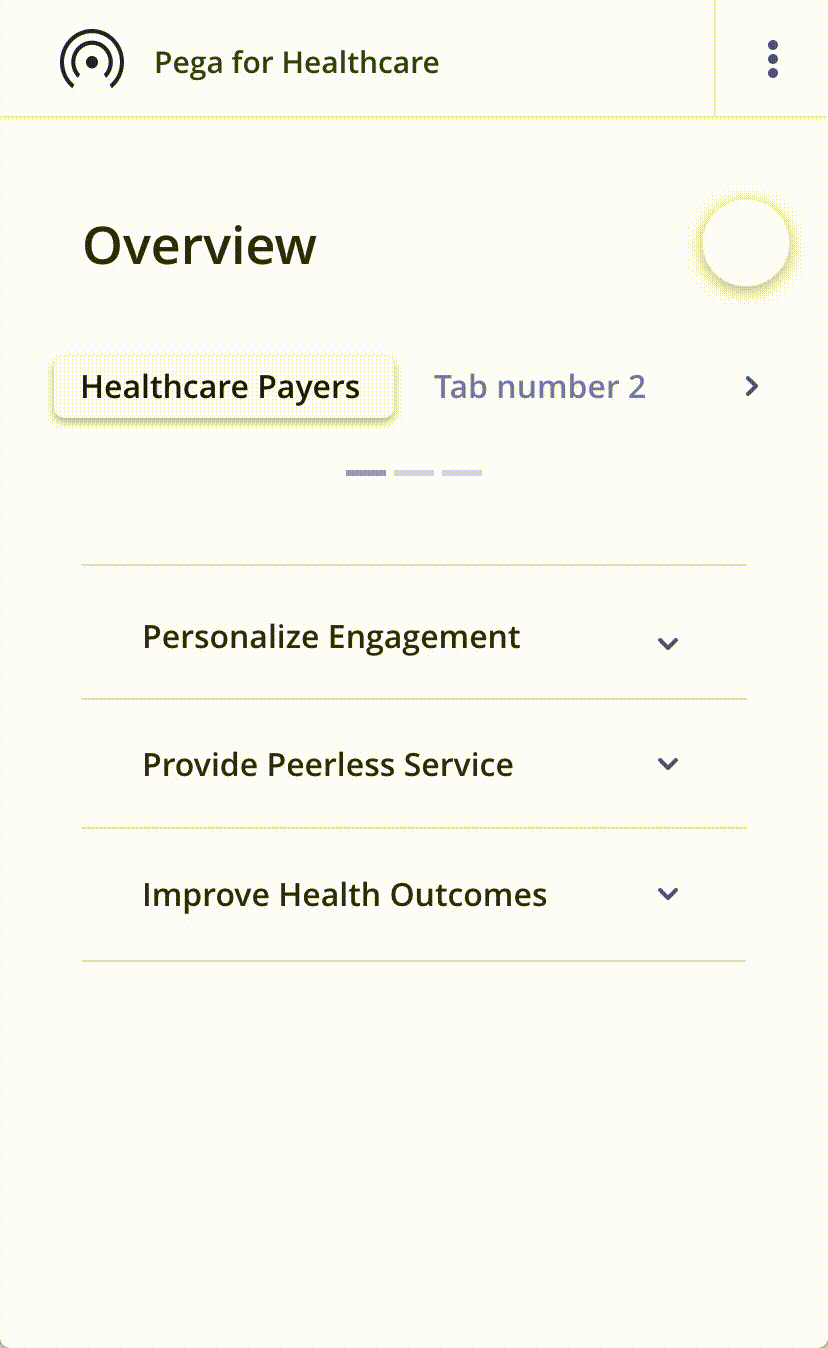 Pega for Healthcare
Overview
Healthcare Payers
Tab number 2
Personalize Engagement
Provide Peerless Service
Improve Health Outcomes